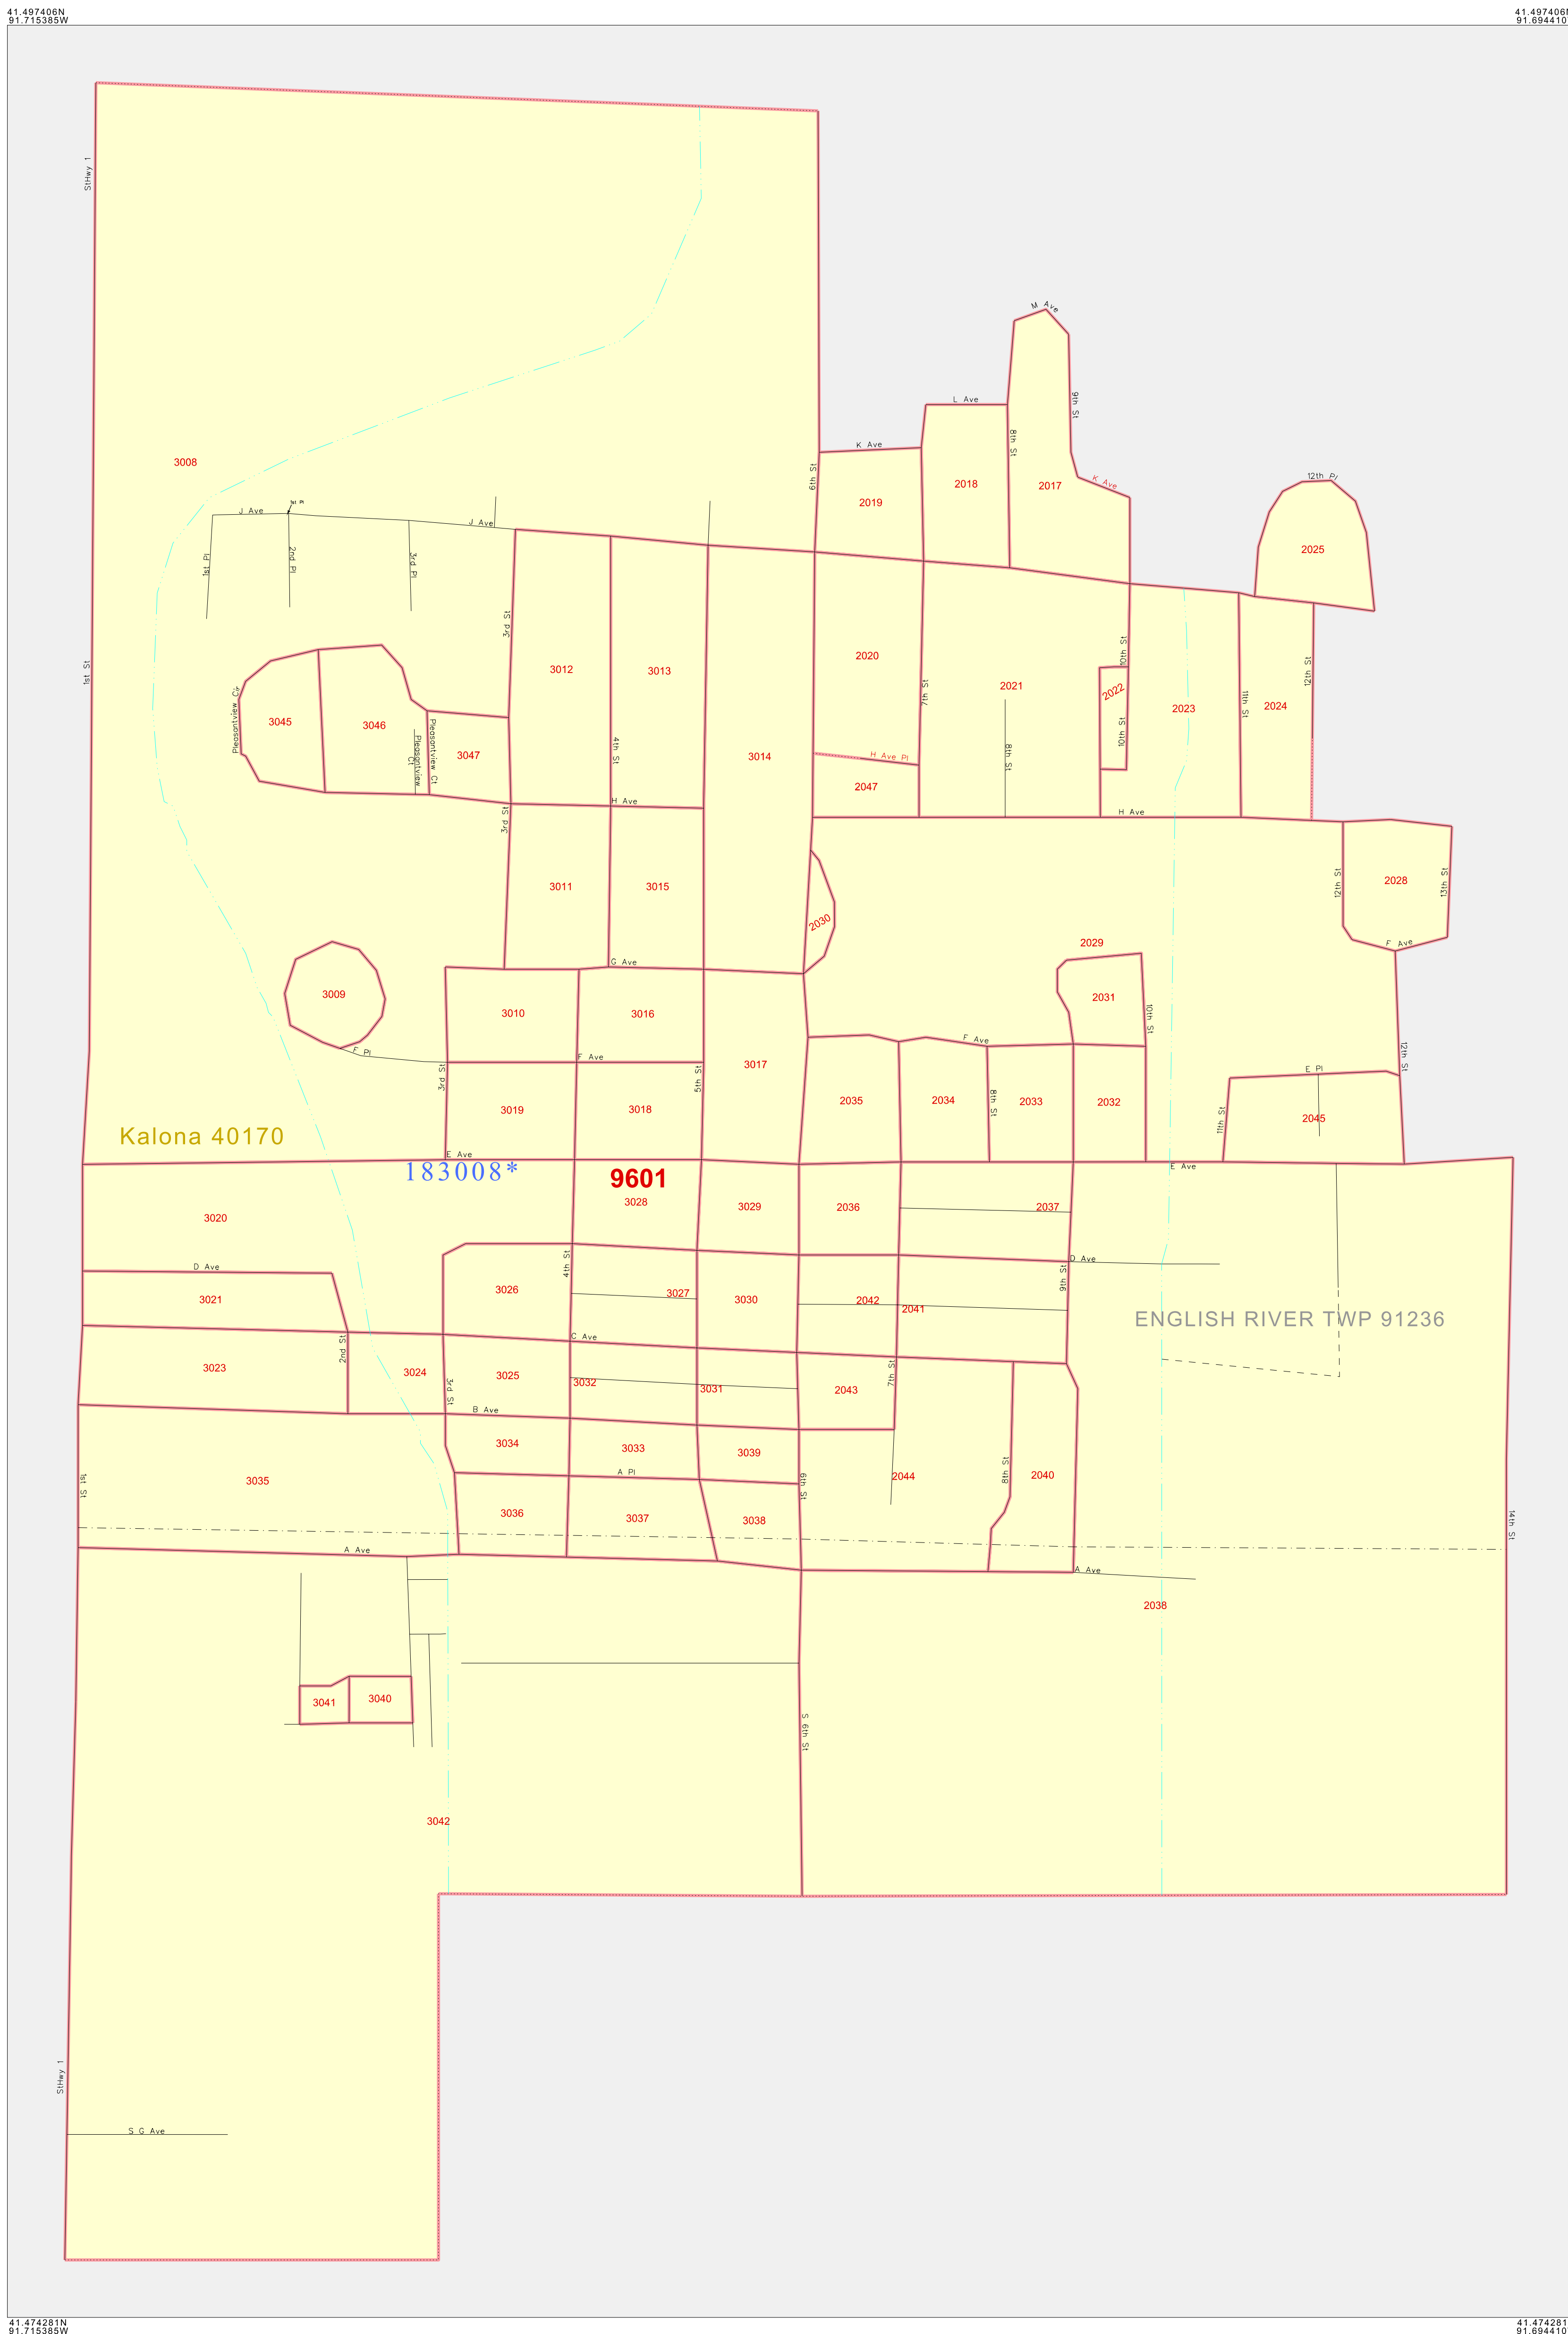 41.497406N
91.715385W
41.497406N
91.694410
StHwy 1
M Ave
L Ave
9th St
8th St
K Ave
6th St
K Ave
3008
2019
2018
2017
12th Pl
2025
J Ave
1st Pl
J Ave
1st Pl
2nd Pl
3rd Pl
3rd St
10th St
12th St
1st St
3012
3013
2020
2021
2022
2023
11th St
2024
7th St
Pleasantview Ct
3045
3046
Pleasantview Ct
Pleasantview Ct
3047
4th St
3014
H Ave Pl
2047
8th St
10th St
H Ave
3rd St
H Ave
3011
3015
2030
2029
12th St
2028
13th St
F Ave
G Ave
3009
3010
3016
2031
10th St
F Pl
F Ave
3017
F Ave
12th St
3rd St
5th St
E Pl
3019
3018
2035
2034
8th St
2033
2032
11th St
2045
Kalona 40170
E Ave
E Ave
183008*
9601
3028
3029
2036
2037
3020
D Ave
4th St
D Ave
9th St
3021
3026
3027
3030
2042
2041
ENGLISH RIVER TWP 91236
C Ave
2nd St
3023
3024
3rd St
3025
3032
3031
2043
7th St
B Ave
3034
3033
3039
1st St
3035
A Pl
6th St
2044
8th St
2040
3036
3037
3038
14th St
A Ave
A Ave
2038
3041
3040
S 6th St
3042
StHwy 1
S G Ave
41.474281N
91.715385W
41.474281
91.694410